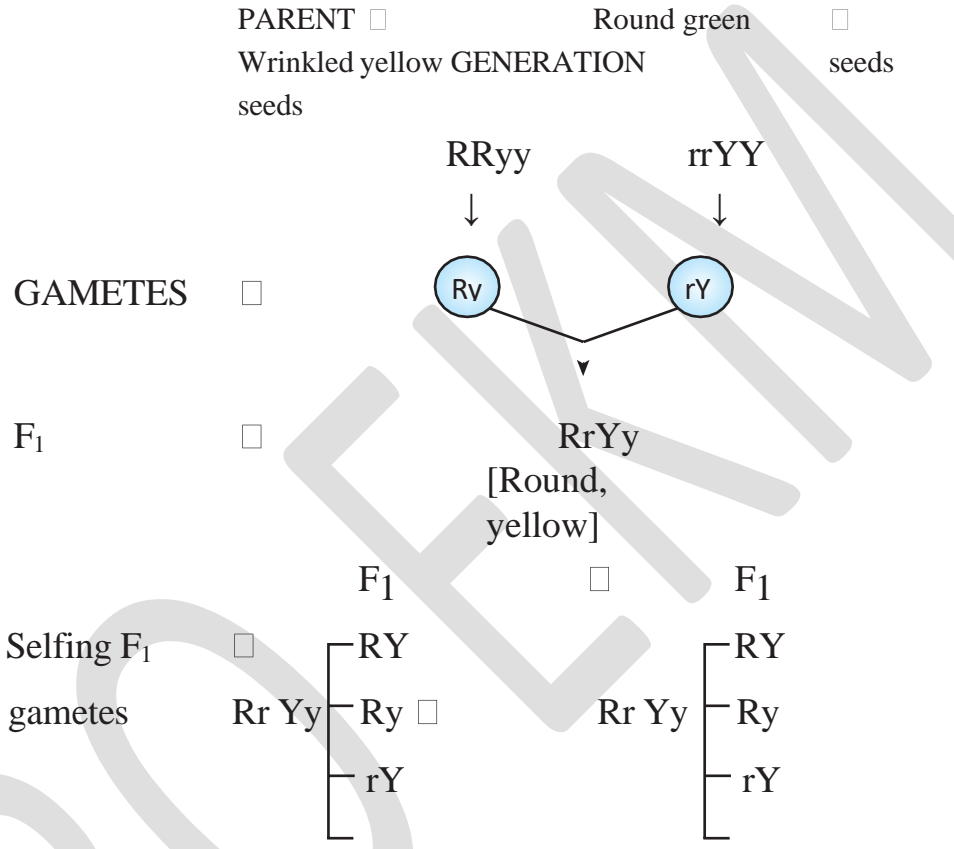 PARENT □ Round green □
Wrinkled yellow GENERATION seeds
seeds
RRyy rrYY
↓ ↓
GAMETES □ Ry rY
F₁ □ RrYy
[Round,
yellow]
F₁ □ F₁
Selfing F₁ □ RY RY
gametes Rr Yy Ry □ Rr Yy Ry
rY rY